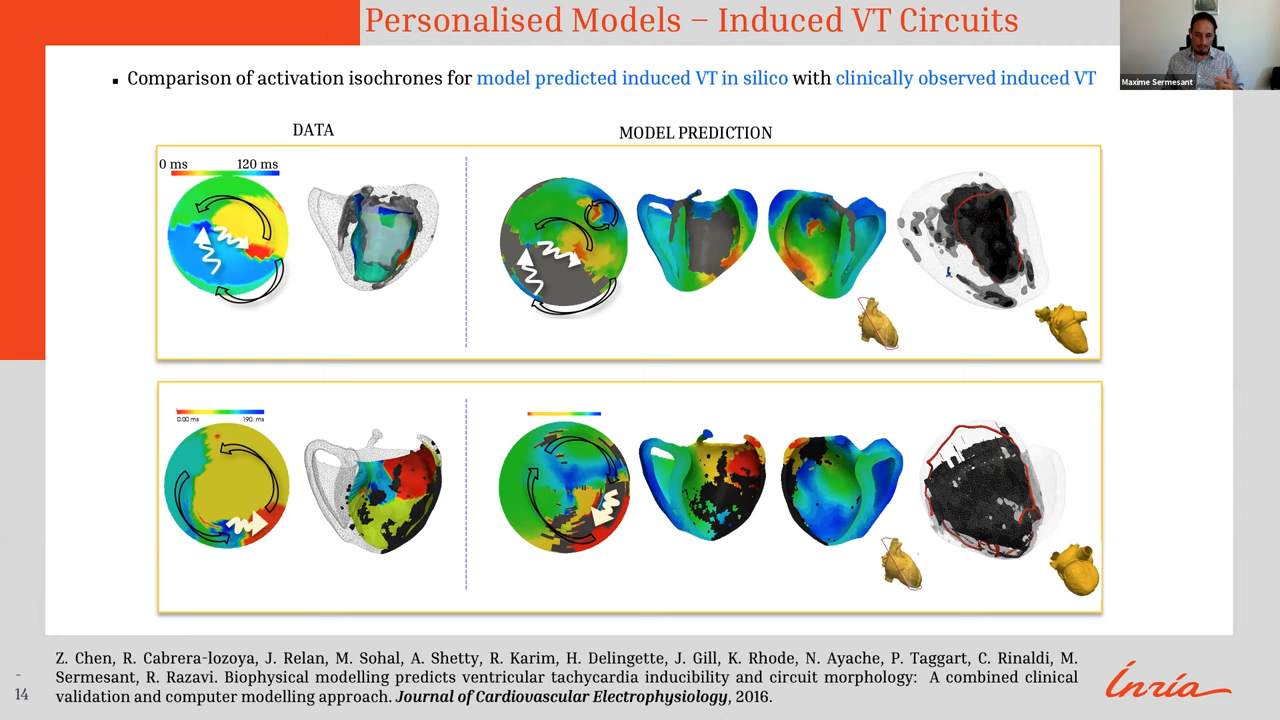 Personalised Models – Induced VT Circuits
Maxime Sermesant
▪ Comparison of activation isochrones for model predicted induced VT in silico with clinically observed induced VT
DATA
MODEL PREDICTION
0 ms 120 ms
0.00 ms 190. ms
Z. Chen, R. Cabrera-lozoya, J. Relan, M. Sohal, A. Shetty, R. Karim, H. Delingette, J. Gill, K. Rhode, N. Ayache, P. Taggart, C. Rinaldi, M.
Sermesant, R. Razavi. Biophysical modelling predicts ventricular tachycardia inducibility and circuit morphology: A combined clinical
validation and computer modelling approach. Journal of Cardiovascular Electrophysiology, 2016.
-
14
Inria